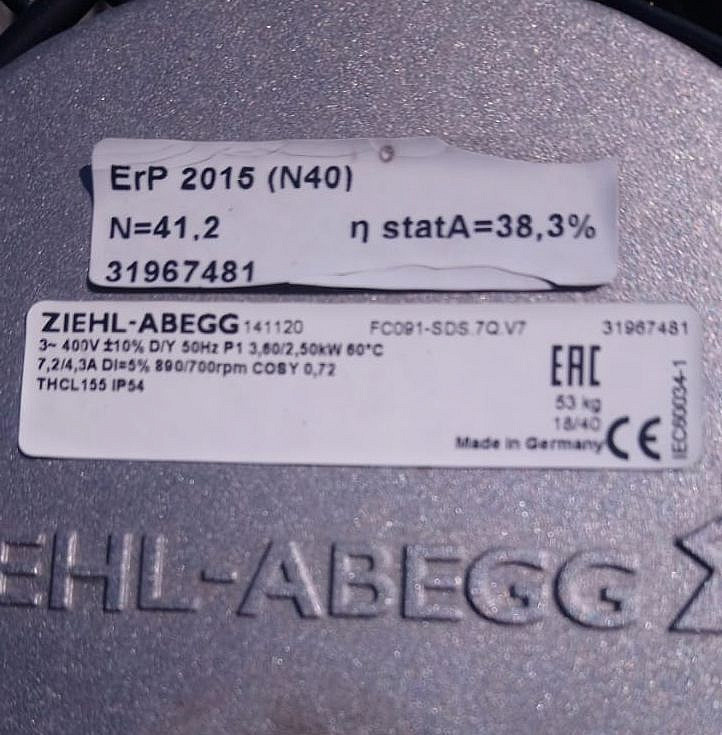 ErP 2015 (N40)
N=41,2 η statA=38,3%
31967481
ZIEHL-ABEGG 141120 FC091-SDS.7Q.V7 31967481
3~ 400V ±10% D/Y 50Hz P1 3,60/2,50kW 60°C
7,2/4,3A DI=5% 890/700rpm COSY 0,72
THCL155 IP54
EAC
53 kg
18/40
Made in Germany CE
IEC60034-1
EHL-ABEGG